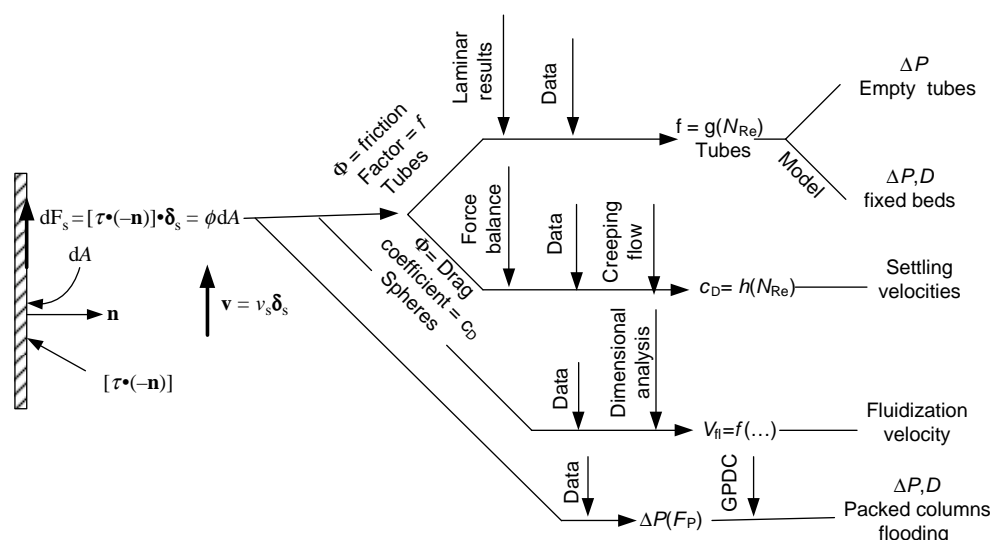 Laminar
results
Data
ΔP
Empty tubes
Φ = friction
Factor = f
Tubes
f = g(N_Re)
Tubes
Model
ΔP,D
fixed beds
dF_s = [τ•(–n)]•δ_s = ϕdA
dA
n
v = v_sδ_s
[τ•(–n)]
Φ= Drag
coefficient = c_D
Spheres
Force
balance
Data
Creeping
flow
c_D= h(N_Re)
Settling
velocities
Data
Dimensional
analysis
V_fl=f(...)
Fluidization
velocity
Data
GPDC
ΔP(F_P)
ΔP,D
Packed columns
flooding